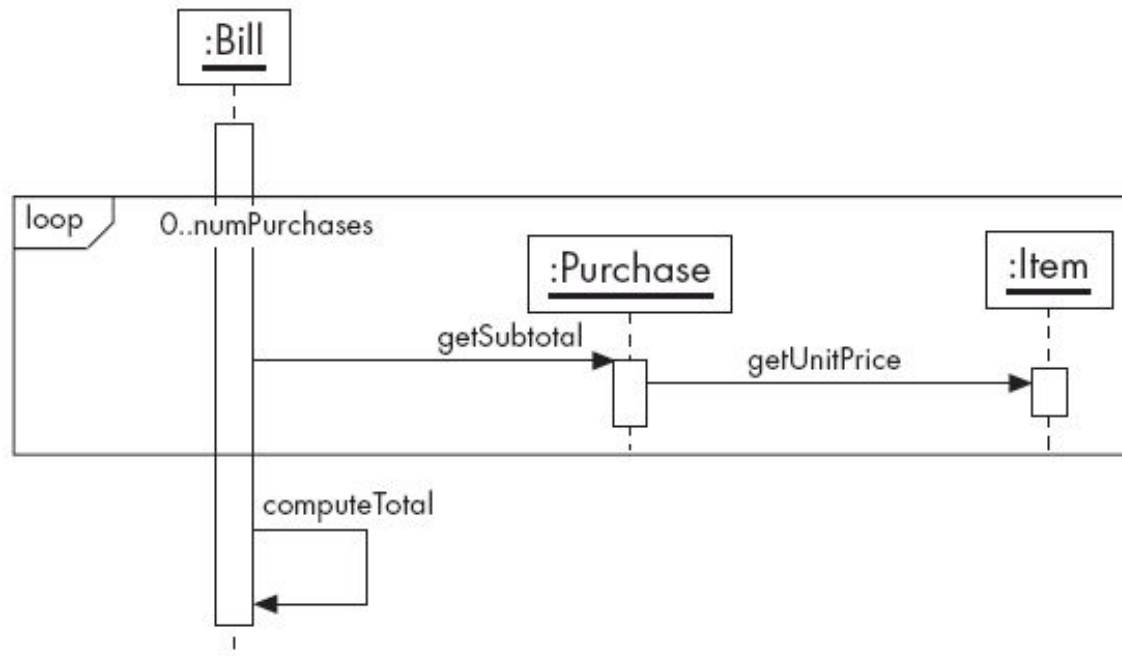 :Bill
loop
0..numPurchases
:Purchase
:Item
getSubtotal
getUnitPrice
computeTotal